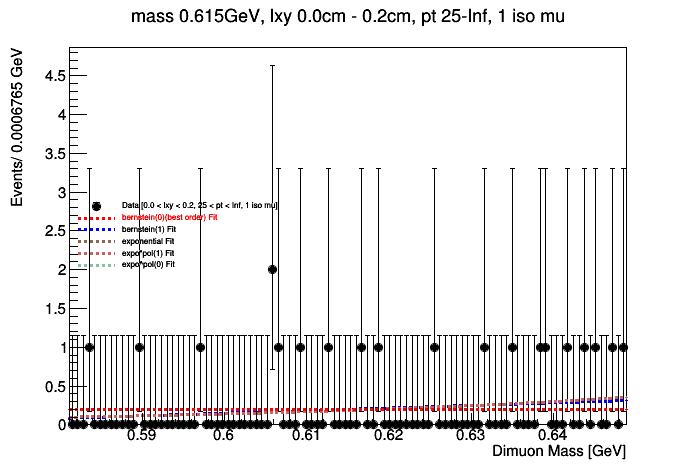 mass 0.615GeV, lxy 0.0cm - 0.2cm, pt 25-Inf, 1 iso mu
Events/ 0.0006765 GeV
4.5
4
3.5
3
2.5
2
1.5
1
0.5
0
Data [0.0 < lxy < 0.2, 25 < pt < Inf, 1 iso mu]
bernstein(0)(best order) Fit
bernstein(1) Fit
exponential Fit
expo*pol(1) Fit
expo*pol(0) Fit
0.59 0.6 0.61 0.62 0.63 0.64
Dimuon Mass [GeV]